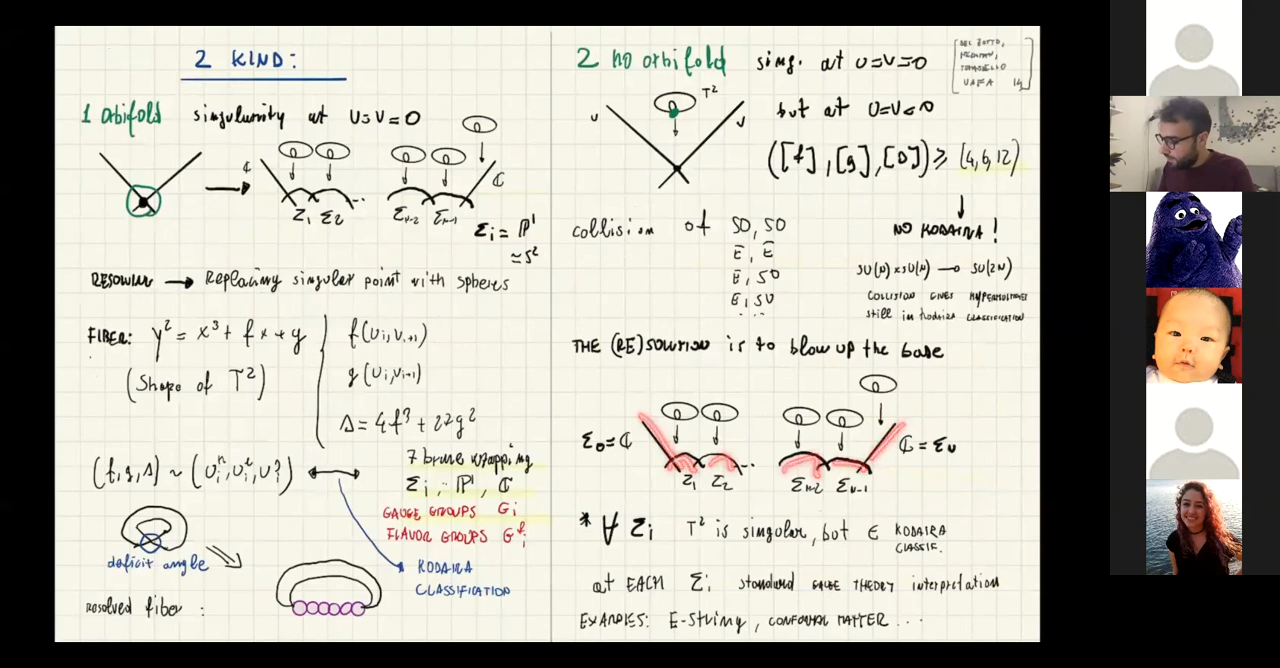 2 KIND:
1 orbifold singularity at U=V=0
ℂ
Σ1 Σ2 ... ΣN-2 ΣN-1 ℂ
Σi = ℙ¹
≃ S²
→ Replacing singular point with spheres
FIBER: y² = x³ + f x + g
(Shape of T²)
f(Ui,Vi+1)
g(Ui,Vi+1)
Δ = 4f³ + 27g²
7 brane wrapping
Σi ℙ¹, ℂ
GAUGE GROUPS Gi
FLAVOR GROUPS
KODAIRA
CLASSIFICATION
deficit angle
resolved fiber :
2 no orbifold sing. at U=V=0
DEL ZOTTO,
HECKMAN,
TOMASIELLO
VAFA 14
T²
U V
but at U=V=0
([f],[g],[Δ]) ≥ (4,6,12)
NO KODAIRA !
collision of SO, SO
E, E
E, SO
E, SU
...
SU(N) x SU(N) → SU(2N)
COLLISION GIVES HYPERMULTIPLET
still in Kodaira CLASSIFICATION
THE (RE)SOLUTION is to blow up the base
Σ0 = ℂ
Σ1 Σ2 ... ΣN-2 ΣN-1
ℂ = ΣN
* ∀ Σi T² is singular, but ∈ KODAIRA
CLASSIF.
at EACH Σi standard GAUGE THEORY interpretation
EXAMPLES: E-string, CONFORMAL MATTER ...